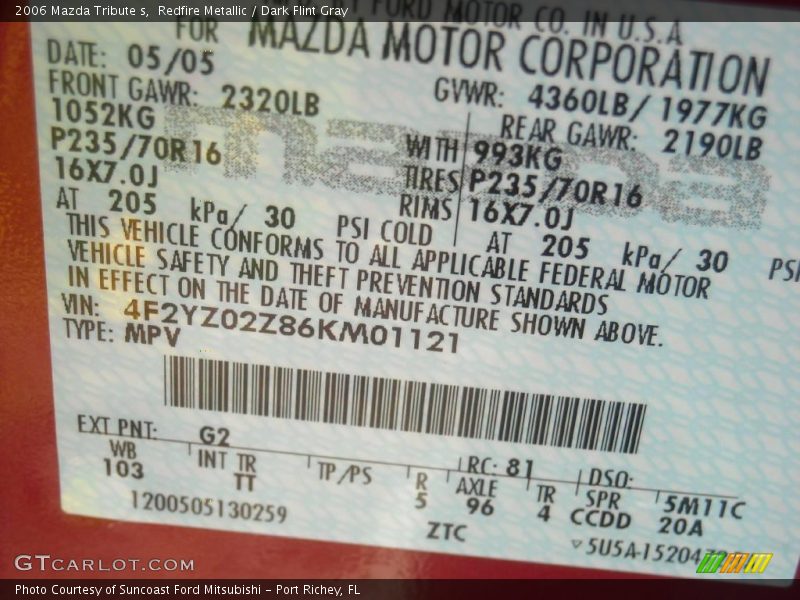 2006 Mazda Tribute s,  Redfire Metallic / Dark Flint Gray
FORD MOTOR CO. IN U.S.A.
FOR MAZDA MOTOR CORPORATION
DATE: 05/05 GVWR: 4360LB/ 1977KG
FRONT GAWR: 2320LB REAR GAWR: 2190LB
1052KG WITH 993KG
P235/70R16 TIRES P235/70R16
16X7.0J RIMS 16X7.0J
AT 205 kPa/ 30 PSI COLD AT 205 kPa/ 30 PSI
THIS VEHICLE CONFORMS TO ALL APPLICABLE FEDERAL MOTOR
VEHICLE SAFETY AND THEFT PREVENTION STANDARDS
IN EFFECT ON THE DATE OF MANUFACTURE SHOWN ABOVE.
VIN: 4F2YZ02Z86KM01121
TYPE: MPV
mazda
EXT PNT: G2 RC: 81 DSO:
WB INT TR TP/PS R AXLE TR SPR 5M11C
103 TT 5 96 4 CCDD 20A
1200505130259 ZTC
GTCARLOT.COM
Photo Courtesy of Suncoast Ford Mitsubishi – Port Richey, FL